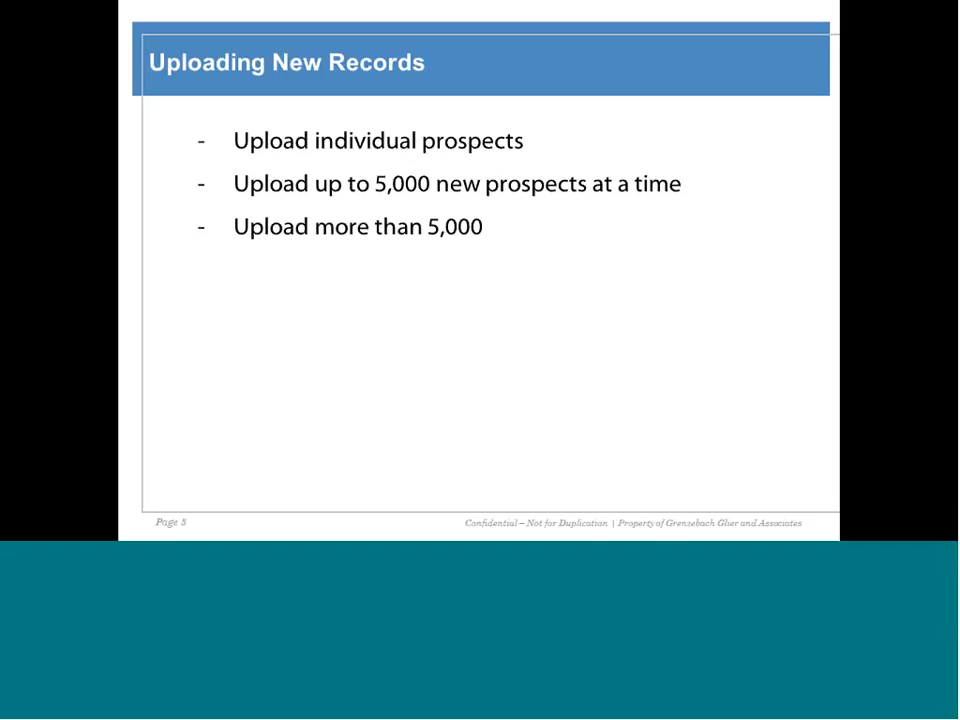 Uploading New Records
- Upload individual prospects
- Upload up to 5,000 new prospects at a time
- Upload more than 5,000
Page 3
Confidential – Not for Duplication | Property of Grenzebach Glier and Associates